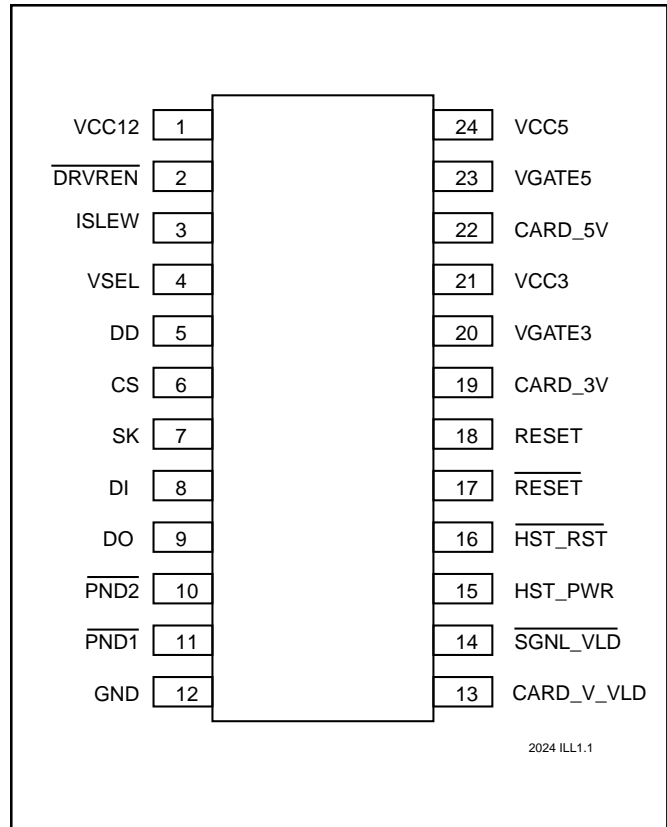 VCC12 1 24 VCC5
DRVREN 2 23 VGATE5
ISLEW 3 22 CARD_5V
VSEL 4 21 VCC3
DD 5 20 VGATE3
CS 6 19 CARD_3V
SK 7 18 RESET
DI 8 17 RESET
DO 9 16 HST_RST
PND2 10 15 HST_PWR
PND1 11 14 SGNL_VLD
GND 12 13 CARD_V_VLD
2024 ILL1.1